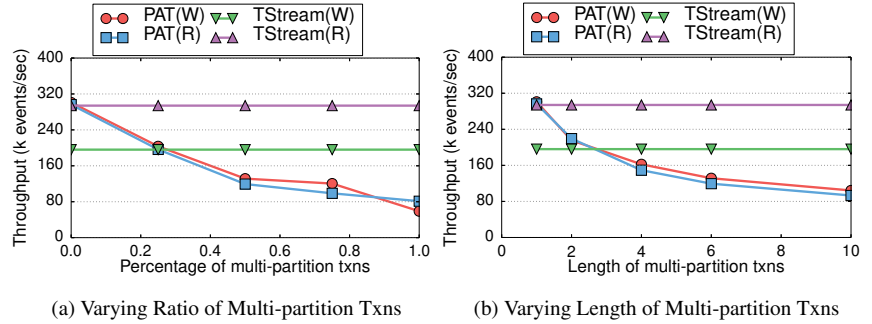 PAT(W) TStream(W)
PAT(R) TStream(R)
Throughput (k events/sec)
400
320
240
160
80
0
0.0 0.2 0.4 0.6 0.8 1.0
Percentage of multi-partition txns
(a) Varying Ratio of Multi-partition Txns
PAT(W) TStream(W)
PAT(R) TStream(R)
Throughput (k events/sec)
400
320
240
160
80
0
0 2 4 6 8 10
Length of multi-partition txns
(b) Varying Length of Multi-partition Txns